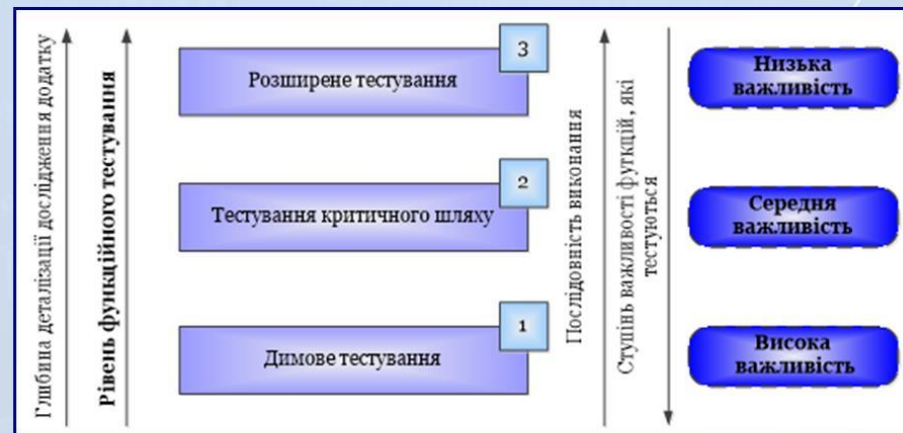 Глибина деталізації дослідження додатку
Рівень функційного тестування
3
Розширене тестування
2
Тестування критичного шляху
1
Димове тестування
Послідовність виконання
Ступінь важливості функцій, які
тестуються
Низька
важливість
Середня
важливість
Висока
важливість